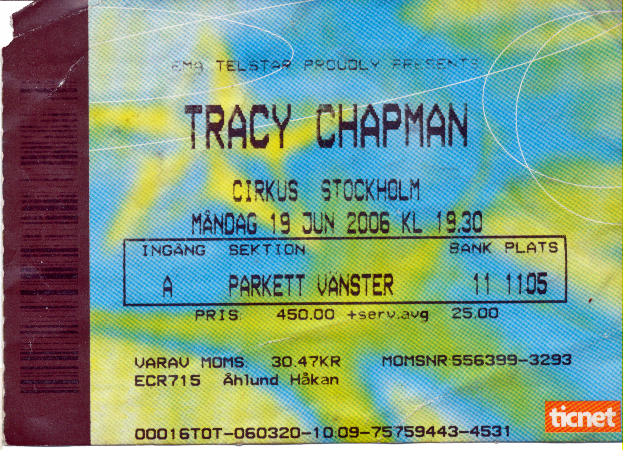 EMA TELSTAR PROUDLY PRESENTS
TRACY CHAPMAN
CIRKUS STOCKHOLM
MÅNDAG 19 JUN 2006 KL 19.30
INGÅNG SEKTION BANK PLATS
A PARKETT VÄNSTER 11 1105
PRIS: 450.00 +serv.avg 25.00
VARAV MOMS 30.47KR MOMSNR:556399-3293
ECR715 Åhlund Håkan
ticnet
00016T0T-060320-10:09-75759443-4531